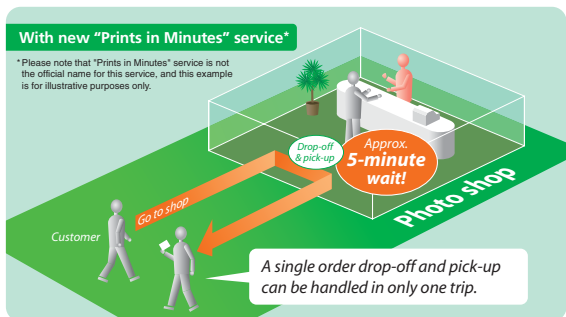 With new “Prints in Minutes” service*
* Please note that “Prints in Minutes” service is not
the official name for this service, and this example
is for illustrative purposes only.
Drop-off
& pick-up
Approx.
5-minute
wait!
Photo shop
Go to shop
Customer
A single order drop-off and pick-up
can be handled in only one trip.